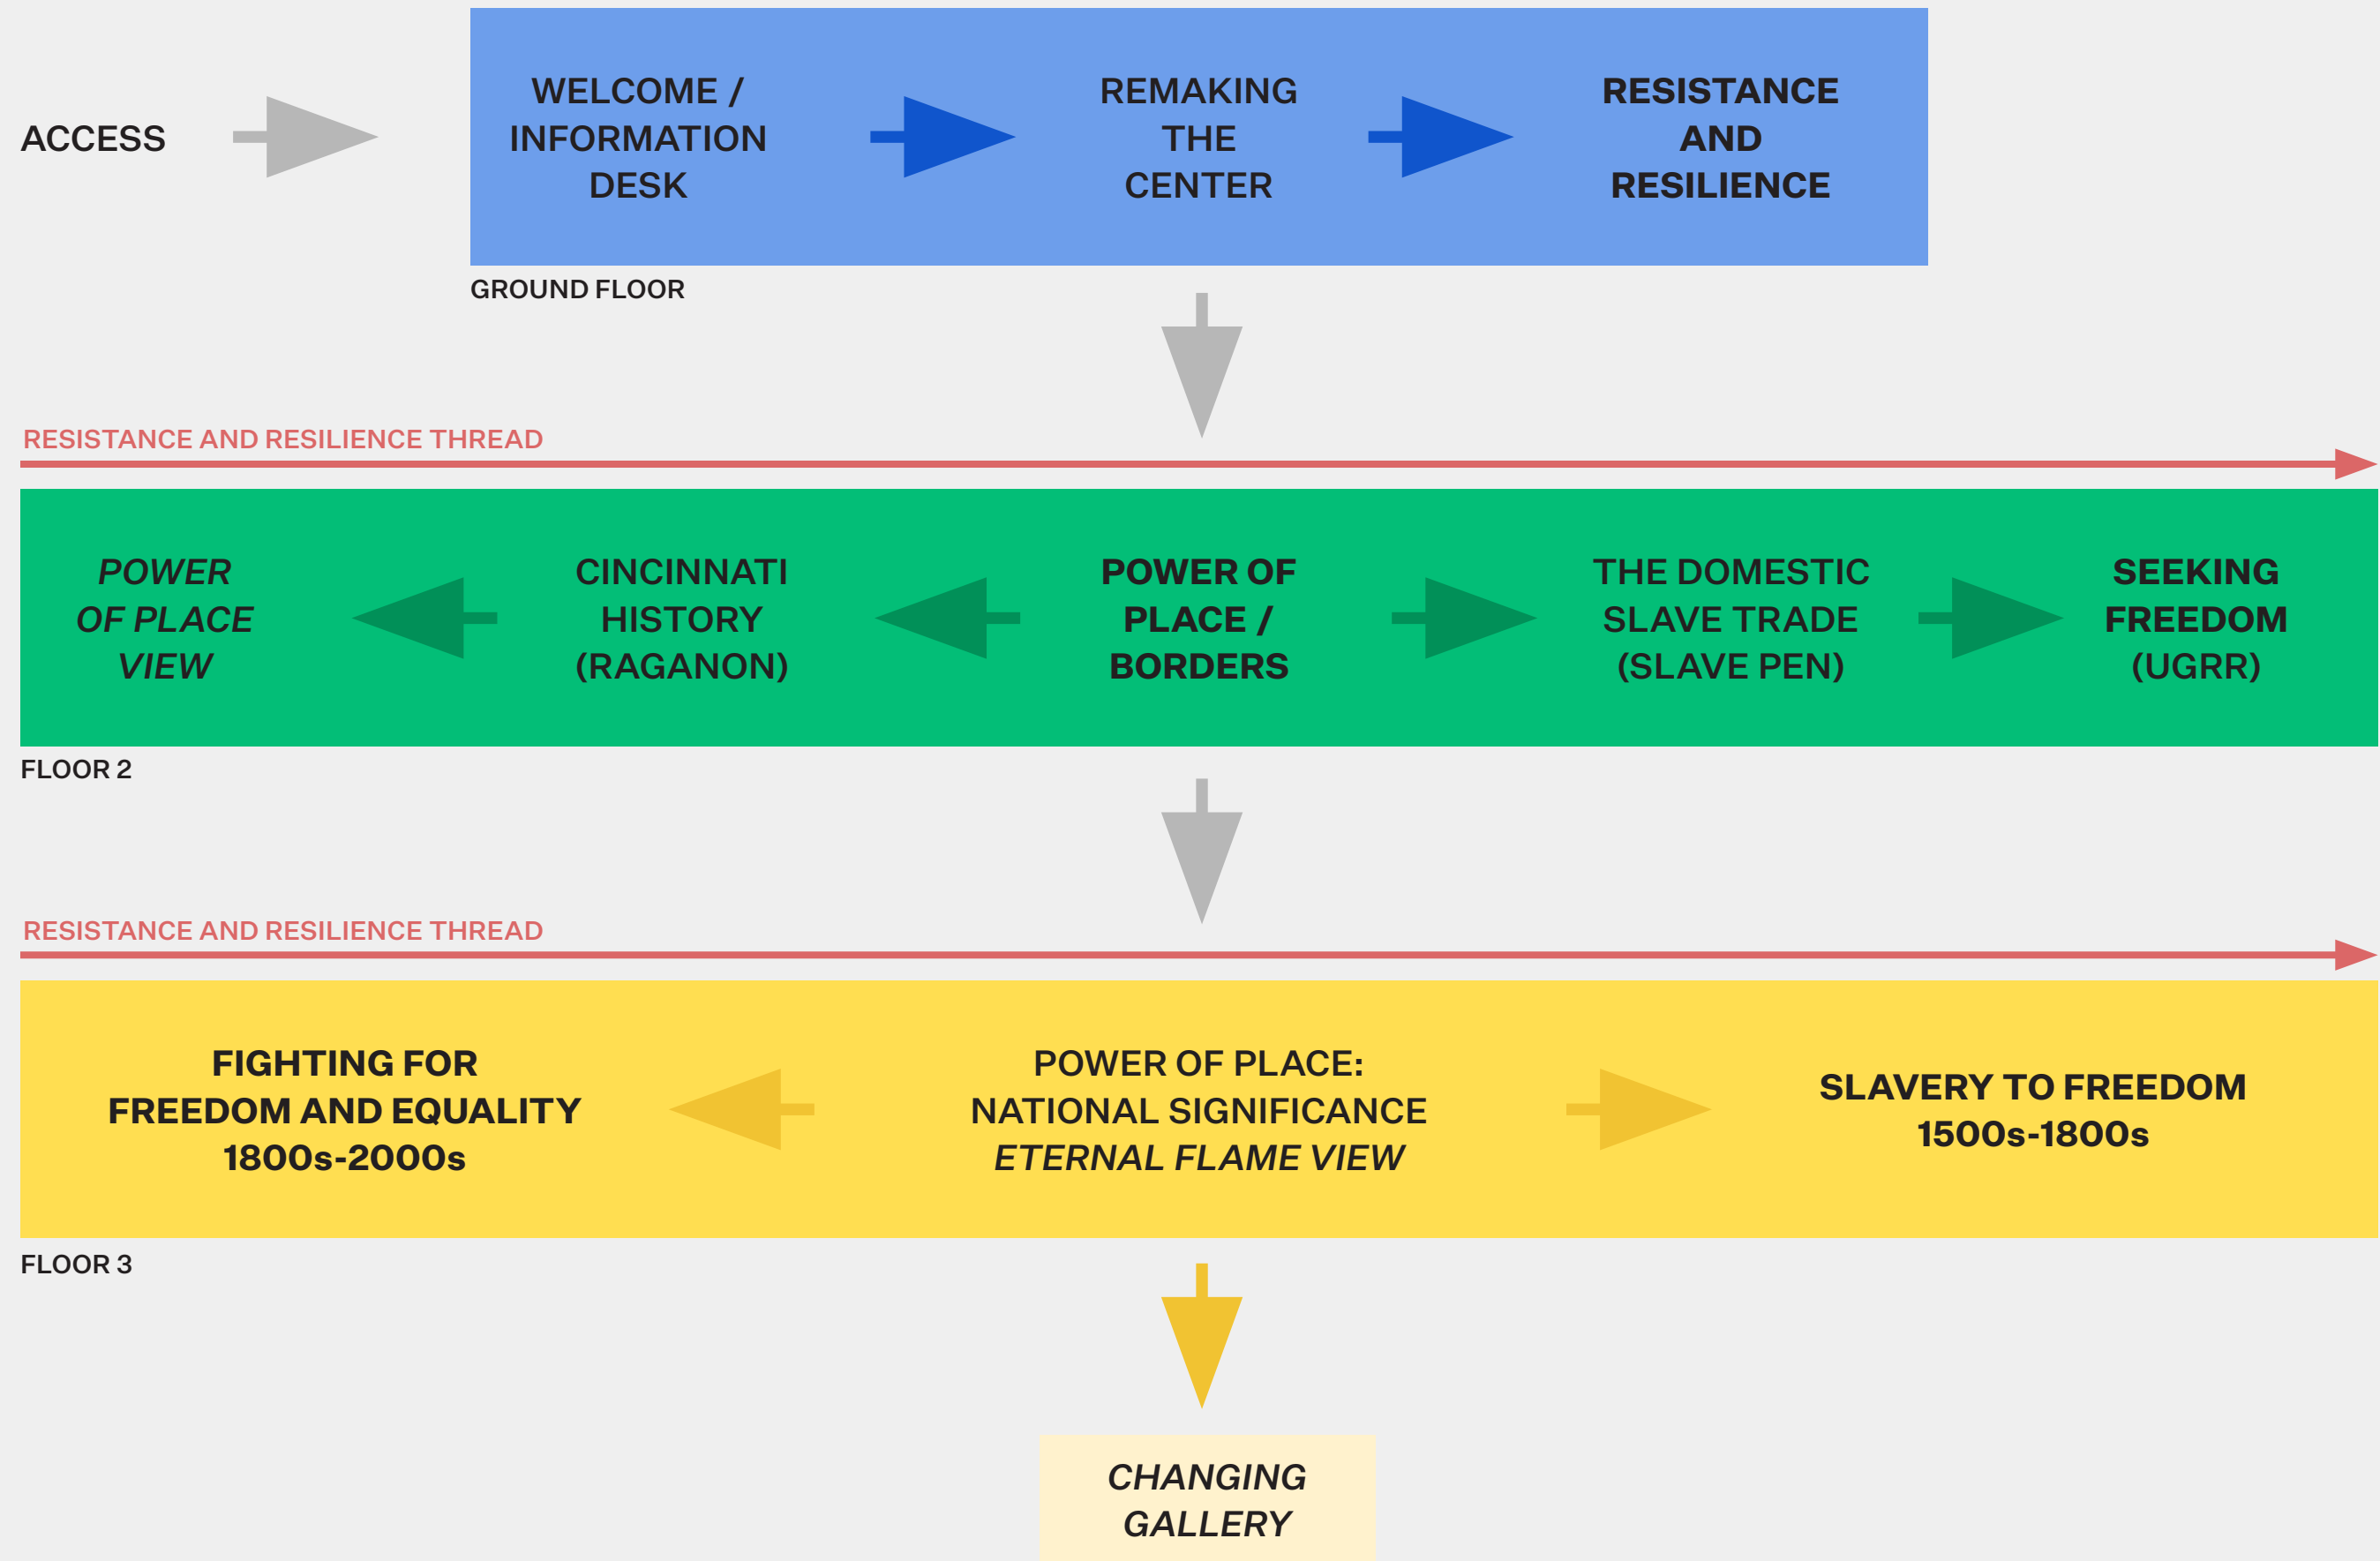 ACCESS
WELCOME /
INFORMATION
DESK
REMAKING
THE
CENTER
RESISTANCE
AND
RESILIENCE
GROUND FLOOR
RESISTANCE AND RESILIENCE THREAD
POWER
OF PLACE
VIEW
CINCINNATI
HISTORY
(RAGANON)
POWER OF
PLACE /
BORDERS
THE DOMESTIC
SLAVE TRADE
(SLAVE PEN)
SEEKING
FREEDOM
(UGRR)
FLOOR 2
RESISTANCE AND RESILIENCE THREAD
FIGHTING FOR
FREEDOM AND EQUALITY
1800s-2000s
POWER OF PLACE:
NATIONAL SIGNIFICANCE
ETERNAL FLAME VIEW
SLAVERY TO FREEDOM
1500s-1800s
FLOOR 3
CHANGING
GALLERY